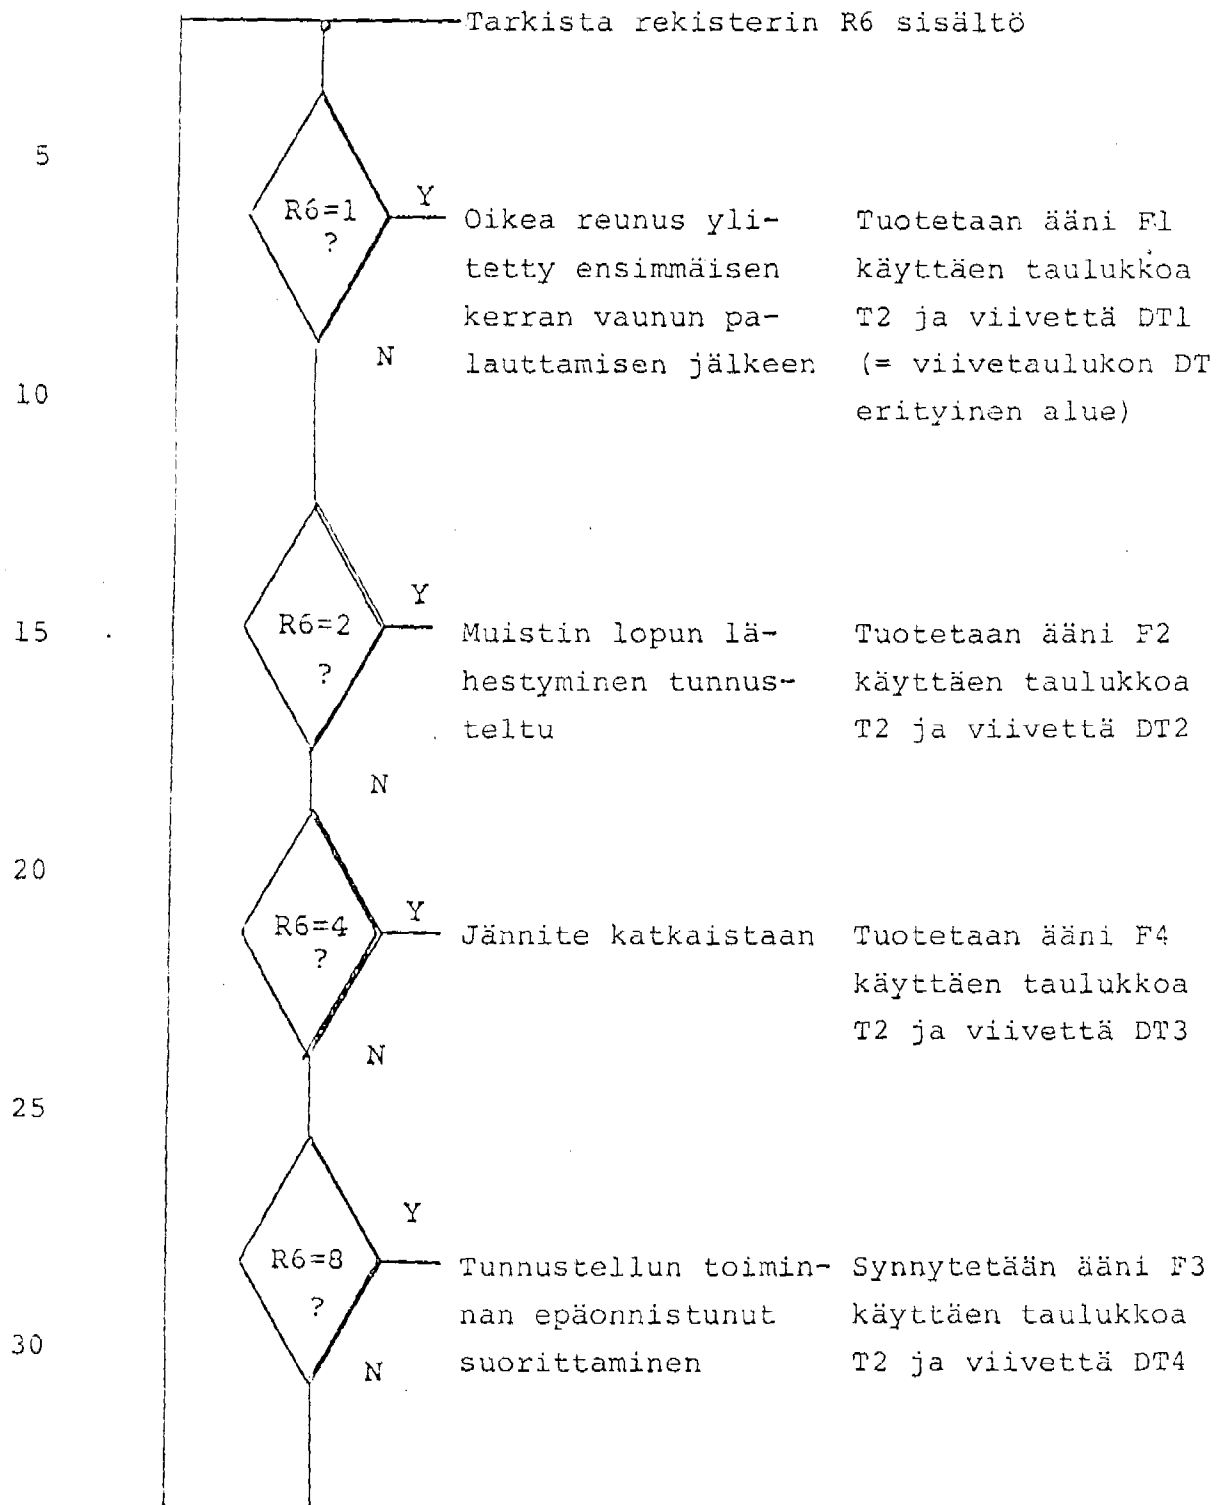 Tarkista rekisterin R6 sisältö
5
R6=1
?
Y
N
Oikea reunus yli-
tetty ensimmäisen
kerran vaunun pa-
lauttamisen jälkeen
Tuotetaan ääni F1
käyttäen taulukkoa
T2 ja viivettä DT1
(= viivetaulukon DT
erityinen alue)
10
15
R6=2
?
Y
N
Muistin lopun lä-
hestyminen tunnus-
teltu
Tuotetaan ääni F2
käyttäen taulukkoa
T2 ja viivettä DT2
20
R6=4
?
Y
N
Jännite katkaistaan
Tuotetaan ääni F4
käyttäen taulukkoa
T2 ja viivettä DT3
25
R6=8
?
Y
N
Tunnustellun toimin-
nan epäonnistunut
suorittaminen
Synnytetään ääni F3
käyttäen taulukkoa
T2 ja viivettä DT4
30